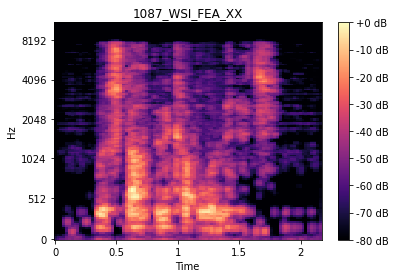 1087_WSI_FEA_XX
8192
4096
2048
1024
512
0
Hz
0
0.5
1
1.5
2
Time
+0 dB
-10 dB
-20 dB
-30 dB
-40 dB
-50 dB
-60 dB
-70 dB
-80 dB